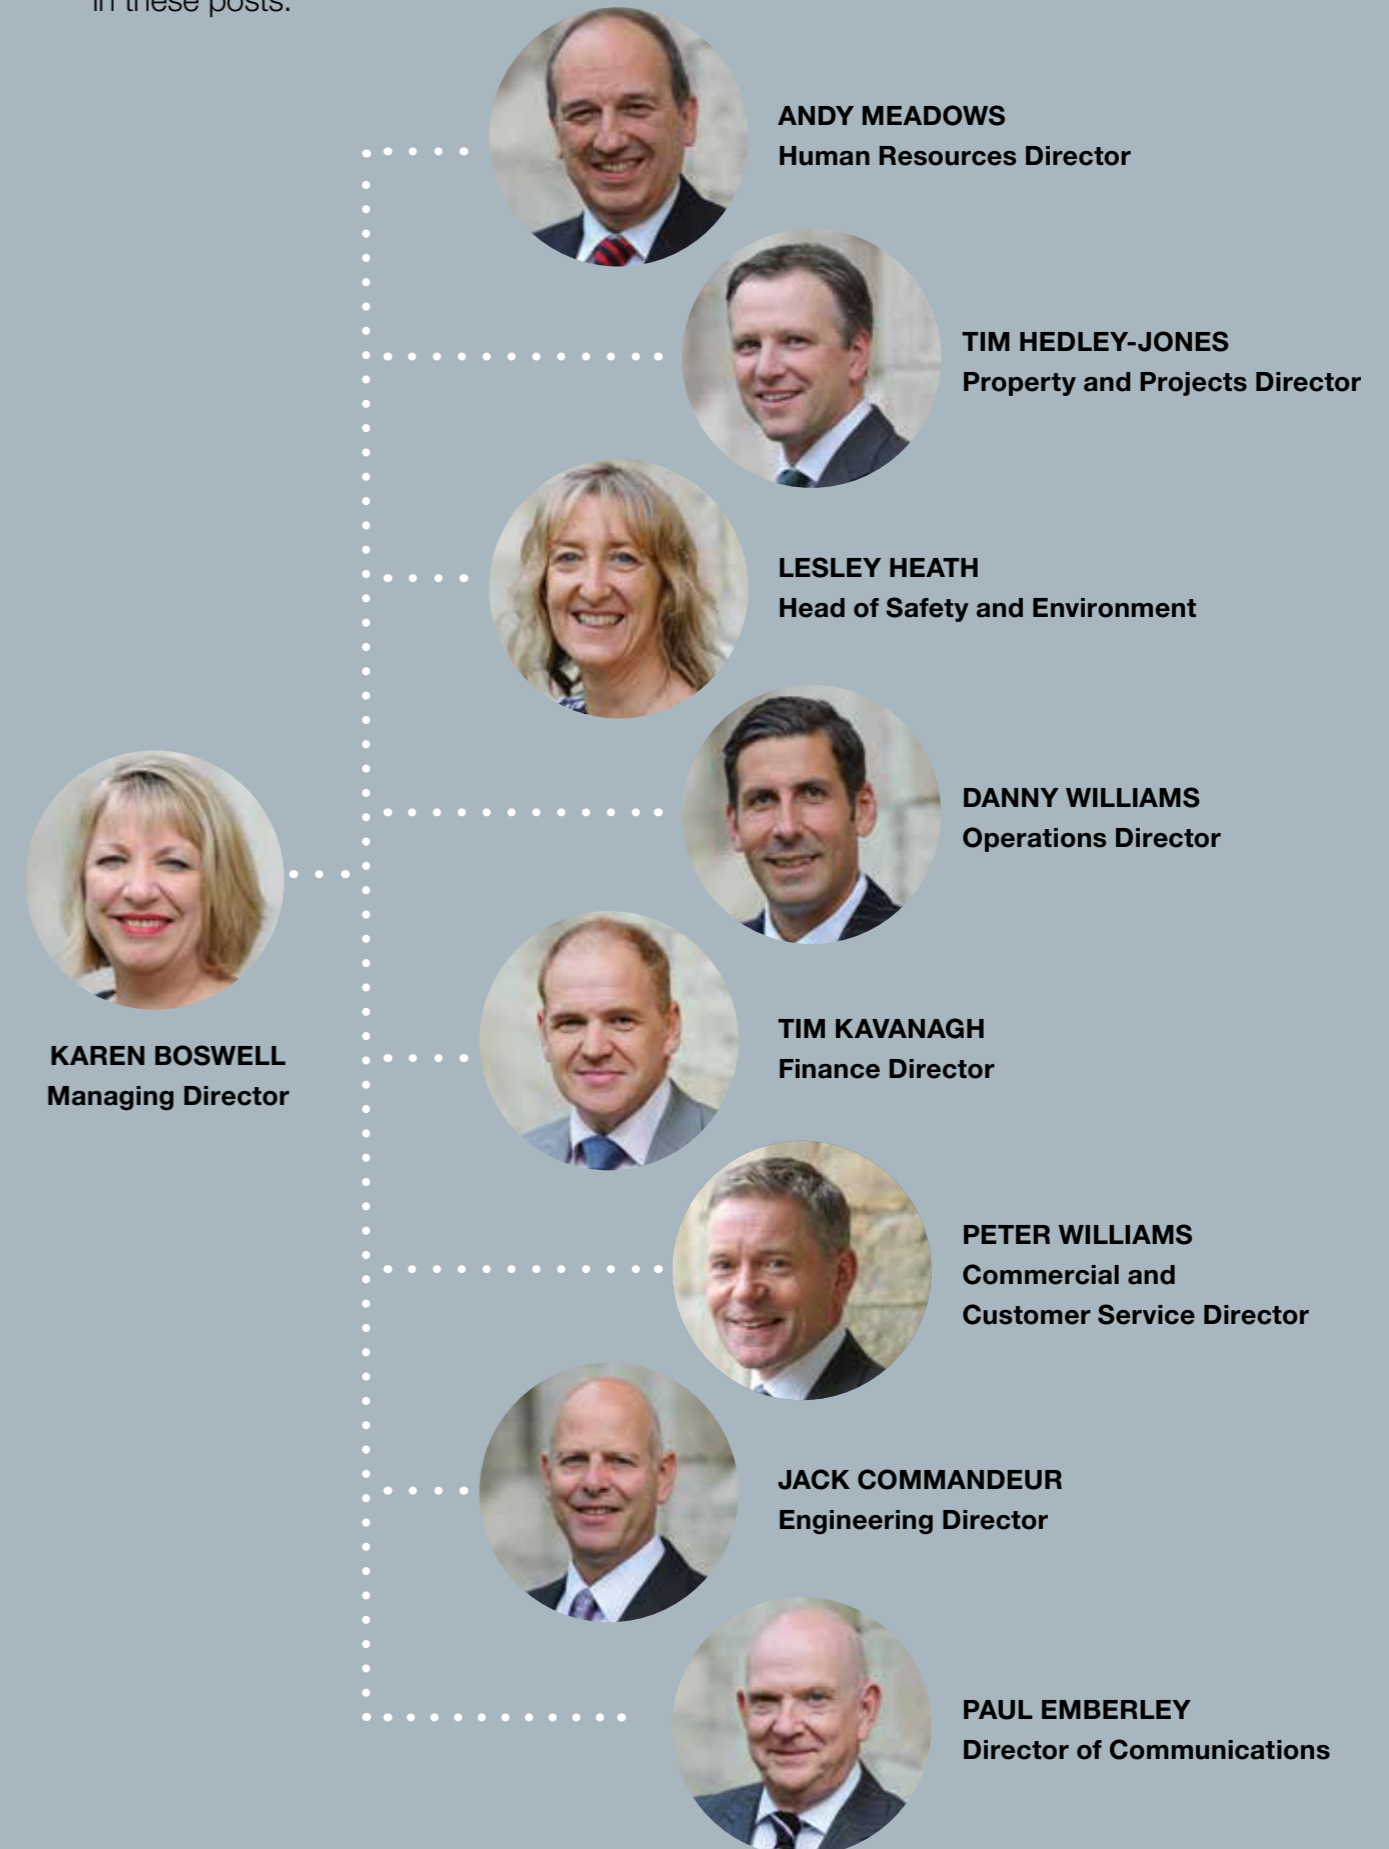 in these posts.
ANDY MEADOWS
Human Resources Director
TIM HEDLEY-JONES
Property and Projects Director
LESLEY HEATH
Head of Safety and Environment
DANNY WILLIAMS
Operations Director
KAREN BOSWELL
Managing Director
TIM KAVANAGH
Finance Director
PETER WILLIAMS
Commercial and
Customer Service Director
JACK COMMANDEUR
Engineering Director
PAUL EMBERLEY
Director of Communications